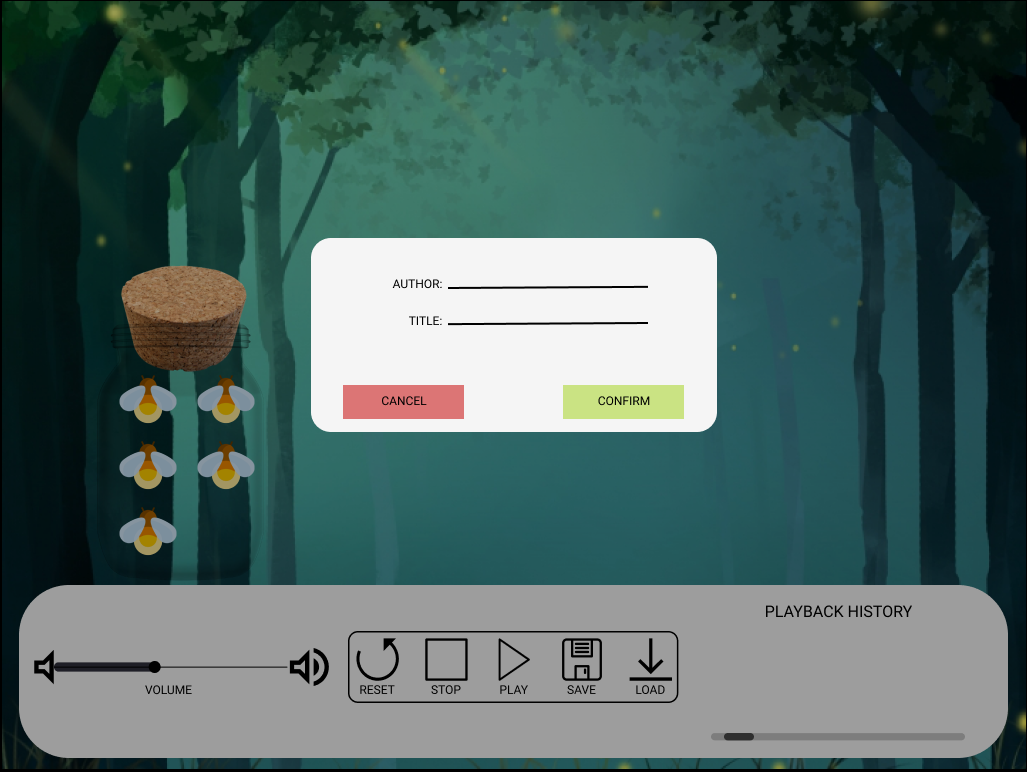 AUTHOR:
TITLE:
CANCEL
CONFIRM
PLAYBACK HISTORY
VOLUME
RESET
STOP
PLAY
SAVE
LOAD